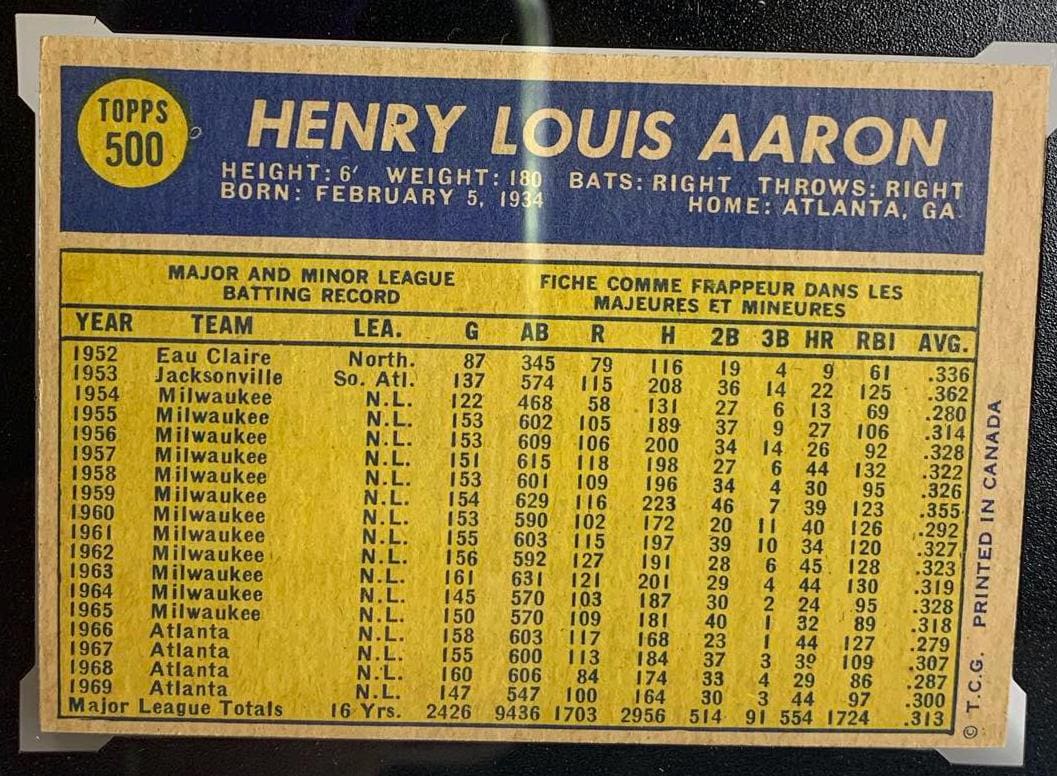 TOPPS
500
HENRY LOUIS AARON
HEIGHT: 6' WEIGHT: 180 BATS: RIGHT THROWS: RIGHT
BORN: FEBRUARY 5, 1934 HOME: ATLANTA, GA.
MAJOR AND MINOR LEAGUE
BATTING RECORD
FICHE COMME FRAPPEUR DANS LES
MAJEURES ET MINEURES
YEAR TEAM LEA. G AB R H 2B 3B HR RBI AVG.
1952 Eau Claire North. 87 345 79 116 19 4 9 61 .336
1953 Jacksonville So. Atl. 137 574 115 208 36 14 22 125 .362
1954 Milwaukee N.L. 122 468 58 131 27 6 13 69 .280
1955 Milwaukee N.L. 153 602 105 189 37 9 27 106 .314
1956 Milwaukee N.L. 153 609 106 200 34 14 26 92 .328
1957 Milwaukee N.L. 151 615 118 198 27 6 44 132 .322
1958 Milwaukee N.L. 153 601 109 196 34 4 30 95 .326
1959 Milwaukee N.L. 154 629 116 223 46 7 39 123 .355
1960 Milwaukee N.L. 153 590 102 172 20 11 40 126 .292
1961 Milwaukee N.L. 155 603 115 197 39 10 34 120 .327
1962 Milwaukee N.L. 156 592 127 191 28 6 45 128 .323
1963 Milwaukee N.L. 161 631 121 201 29 4 44 130 .319
1964 Milwaukee N.L. 145 570 103 187 30 2 24 95 .328
1965 Milwaukee N.L. 150 570 109 181 40 1 32 89 .318
1966 Atlanta N.L. 158 603 117 168 23 1 44 127 .279
1967 Atlanta N.L. 155 600 113 184 37 3 39 109 .307
1968 Atlanta N.L. 160 606 84 174 33 4 29 86 .287
1969 Atlanta N.L. 147 547 100 164 30 3 44 97 .300
Major League Totals 16 Yrs. 2426 9436 1703 2956 514 91 554 1724 .313
© T.C.G. PRINTED IN CANADA